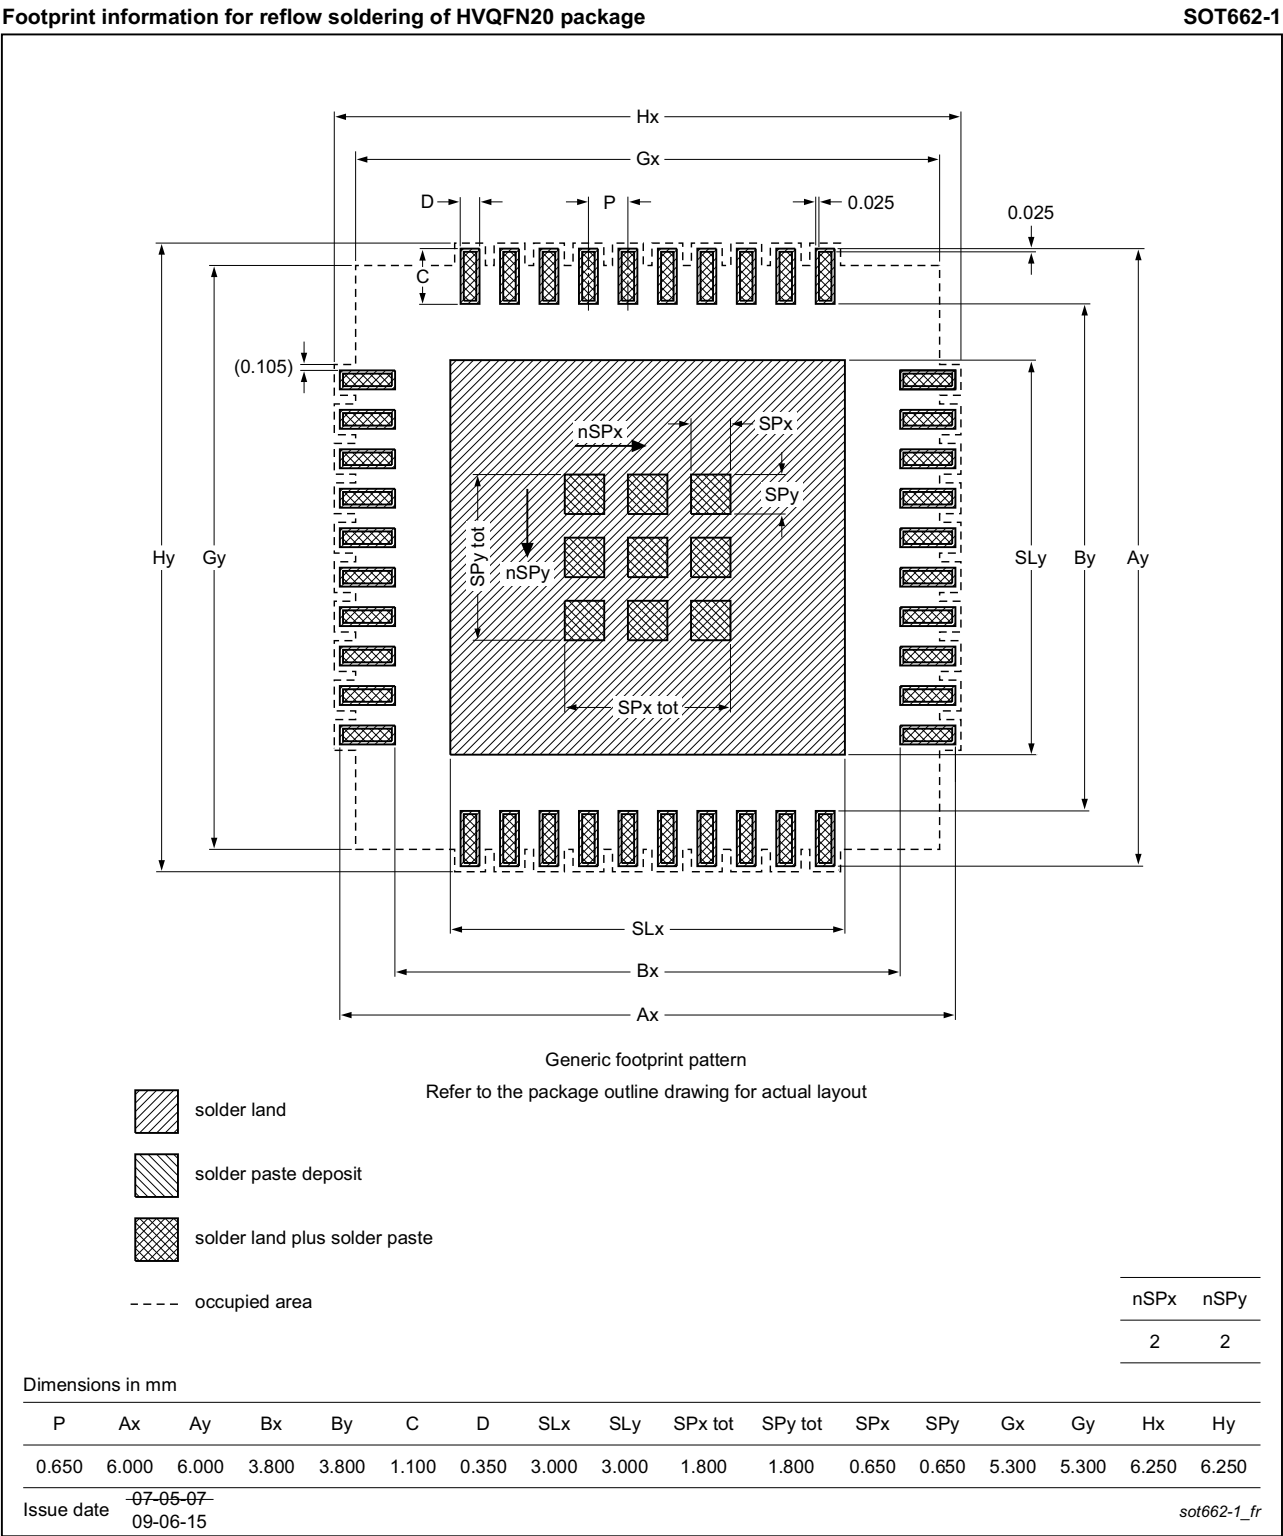 Footprint information for reflow soldering of HVQFN20 package SOT662-1
Hx
Gx
D P 0.025
0.025
C
(0.105)
nSPx SPx
SPy
SPy tot
nSPy
Hy Gy SLy By Ay
SPx tot
SLx
Bx
Ax
Generic footprint pattern
Refer to the package outline drawing for actual layout
solder land
solder paste deposit
solder land plus solder paste
occupied area
nSPx nSPy
2 2
Dimensions in mm
P Ax Ay Bx By C D SLx SLy SPx tot SPy tot SPx SPy Gx Gy Hx Hy
0.650 6.000 6.000 3.800 3.800 1.100 0.350 3.000 3.000 1.800 1.800 0.650 0.650 5.300 5.300 6.250 6.250
Issue date 07-05-07
09-06-15
sot662-1_fr